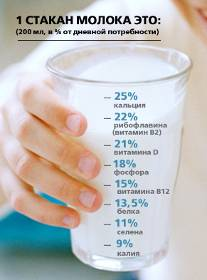 1 СТАКАН МОЛОКА ЭТО:
(200 мл, в % от дневной потребности)
25%
кальция
22%
рибофлавина
(витамин В2)
21%
витамина D
18%
фосфора
15%
витамина В12
13,5%
белка
11%
селена
9%
калия